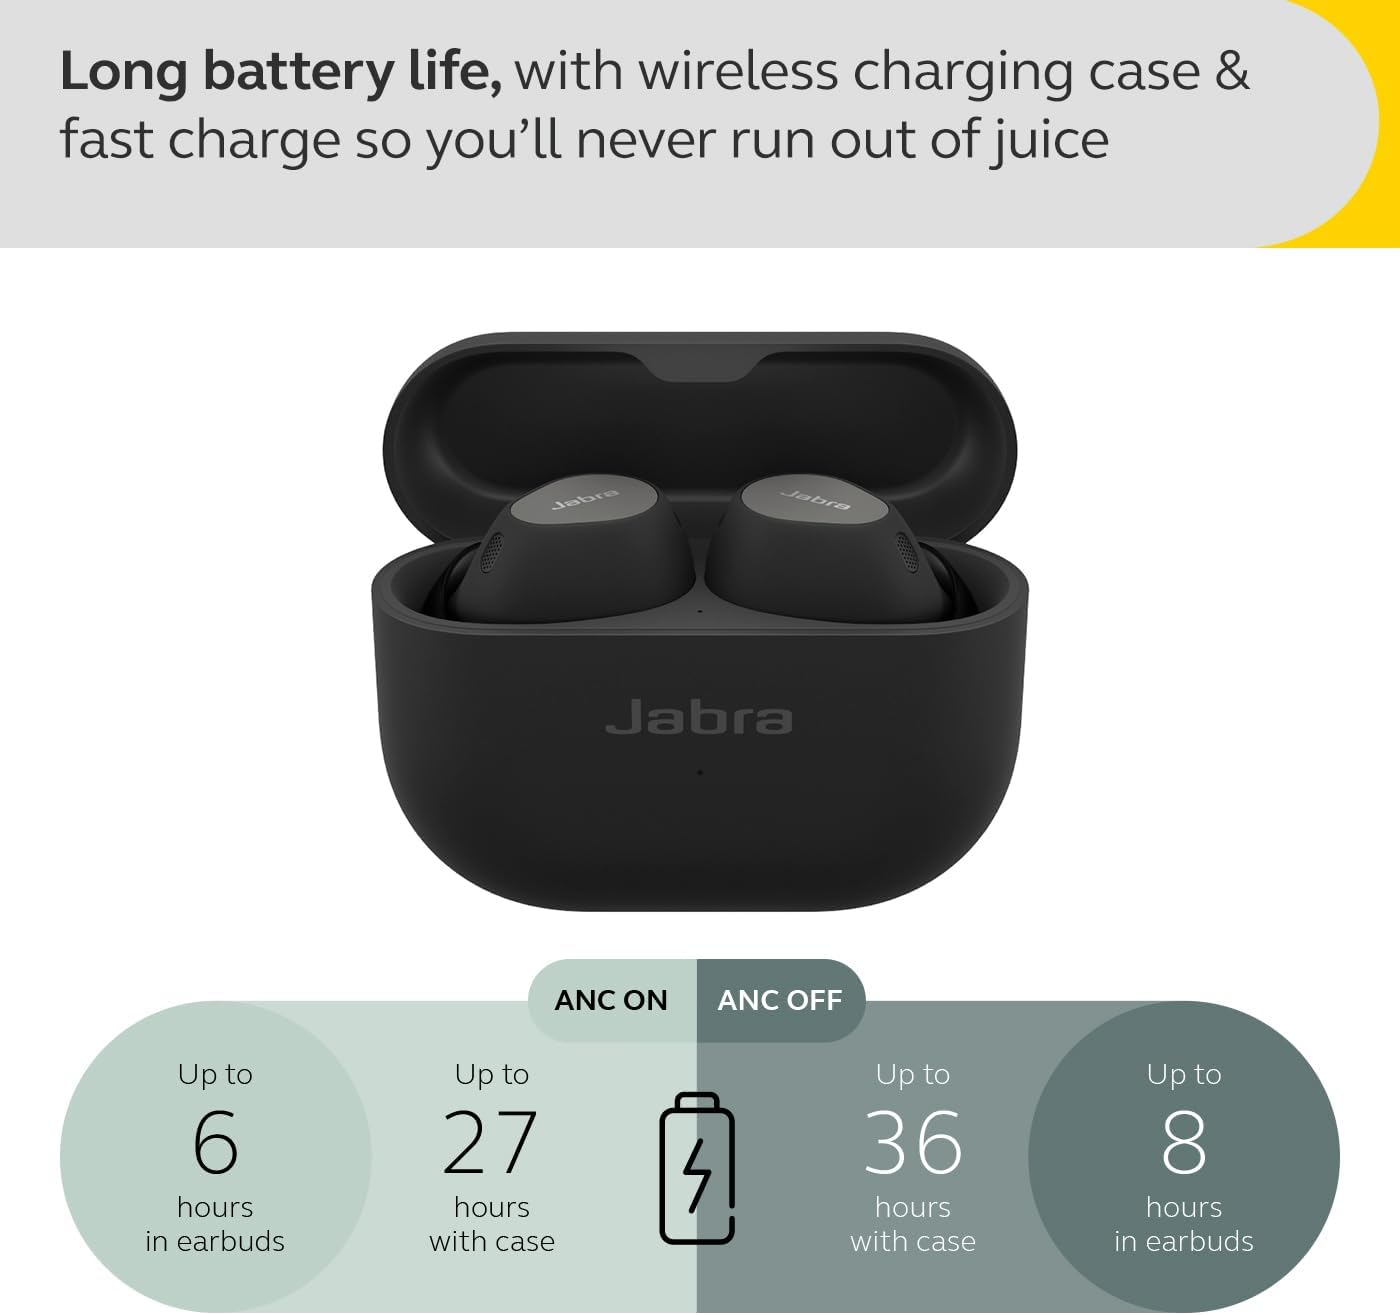 Long battery life, with wireless charging case &
fast charge so you’ll never run out of juice
Jabra
Jabra
Jabra
ANC ON
ANC OFF
Up to
6
hours
in earbuds
Up to
27
hours
with case
Up to
36
hours
with case
Up to
8
hours
in earbuds